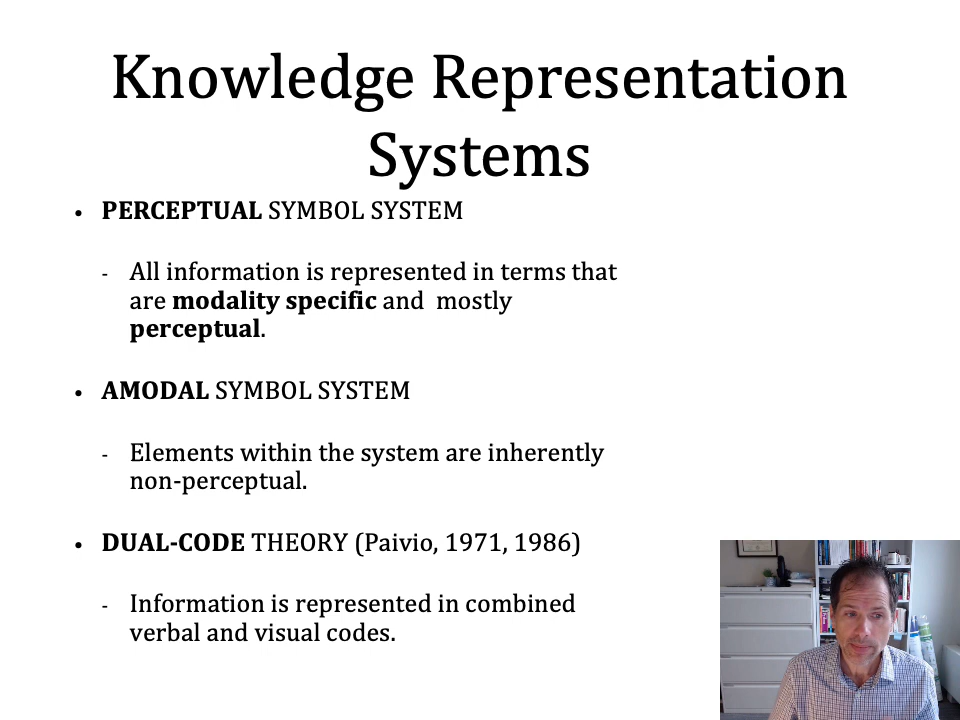 Knowledge Representation
Systems
• PERCEPTUAL SYMBOL SYSTEM
- All information is represented in terms that
are modality specific and mostly
perceptual.
• AMODAL SYMBOL SYSTEM
- Elements within the system are inherently
non-perceptual.
• DUAL-CODE THEORY (Paivio, 1971, 1986)
- Information is represented in combined
verbal and visual codes.